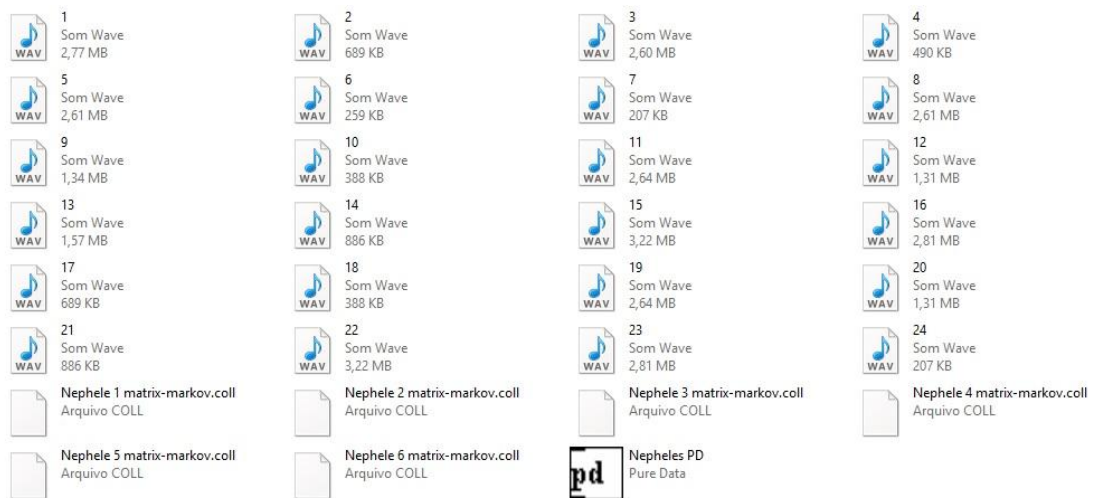 1
Som Wave
2,77 MB
WAV
2
Som Wave
689 KB
WAV
3
Som Wave
2,60 MB
WAV
4
Som Wave
490 KB
WAV
5
Som Wave
2,61 MB
WAV
6
Som Wave
259 KB
WAV
7
Som Wave
207 KB
WAV
8
Som Wave
2,61 MB
WAV
9
Som Wave
1,34 MB
WAV
10
Som Wave
388 KB
WAV
11
Som Wave
2,64 MB
WAV
12
Som Wave
1,31 MB
WAV
13
Som Wave
1,57 MB
WAV
14
Som Wave
886 KB
WAV
15
Som Wave
3,22 MB
WAV
16
Som Wave
2,81 MB
WAV
17
Som Wave
689 KB
WAV
18
Som Wave
388 KB
WAV
19
Som Wave
2,64 MB
WAV
20
Som Wave
1,31 MB
WAV
21
Som Wave
886 KB
WAV
22
Som Wave
3,22 MB
WAV
23
Som Wave
2,81 MB
WAV
24
Som Wave
207 KB
WAV
Nephele 1 matrix-markov.coll
Arquivo COLL
Nephele 2 matrix-markov.coll
Arquivo COLL
Nephele 3 matrix-markov.coll
Arquivo COLL
Nephele 4 matrix-markov.coll
Arquivo COLL
Nephele 5 matrix-markov.coll
Arquivo COLL
Nephele 6 matrix-markov.coll
Arquivo COLL
pd
Nepheles PD
Pure Data